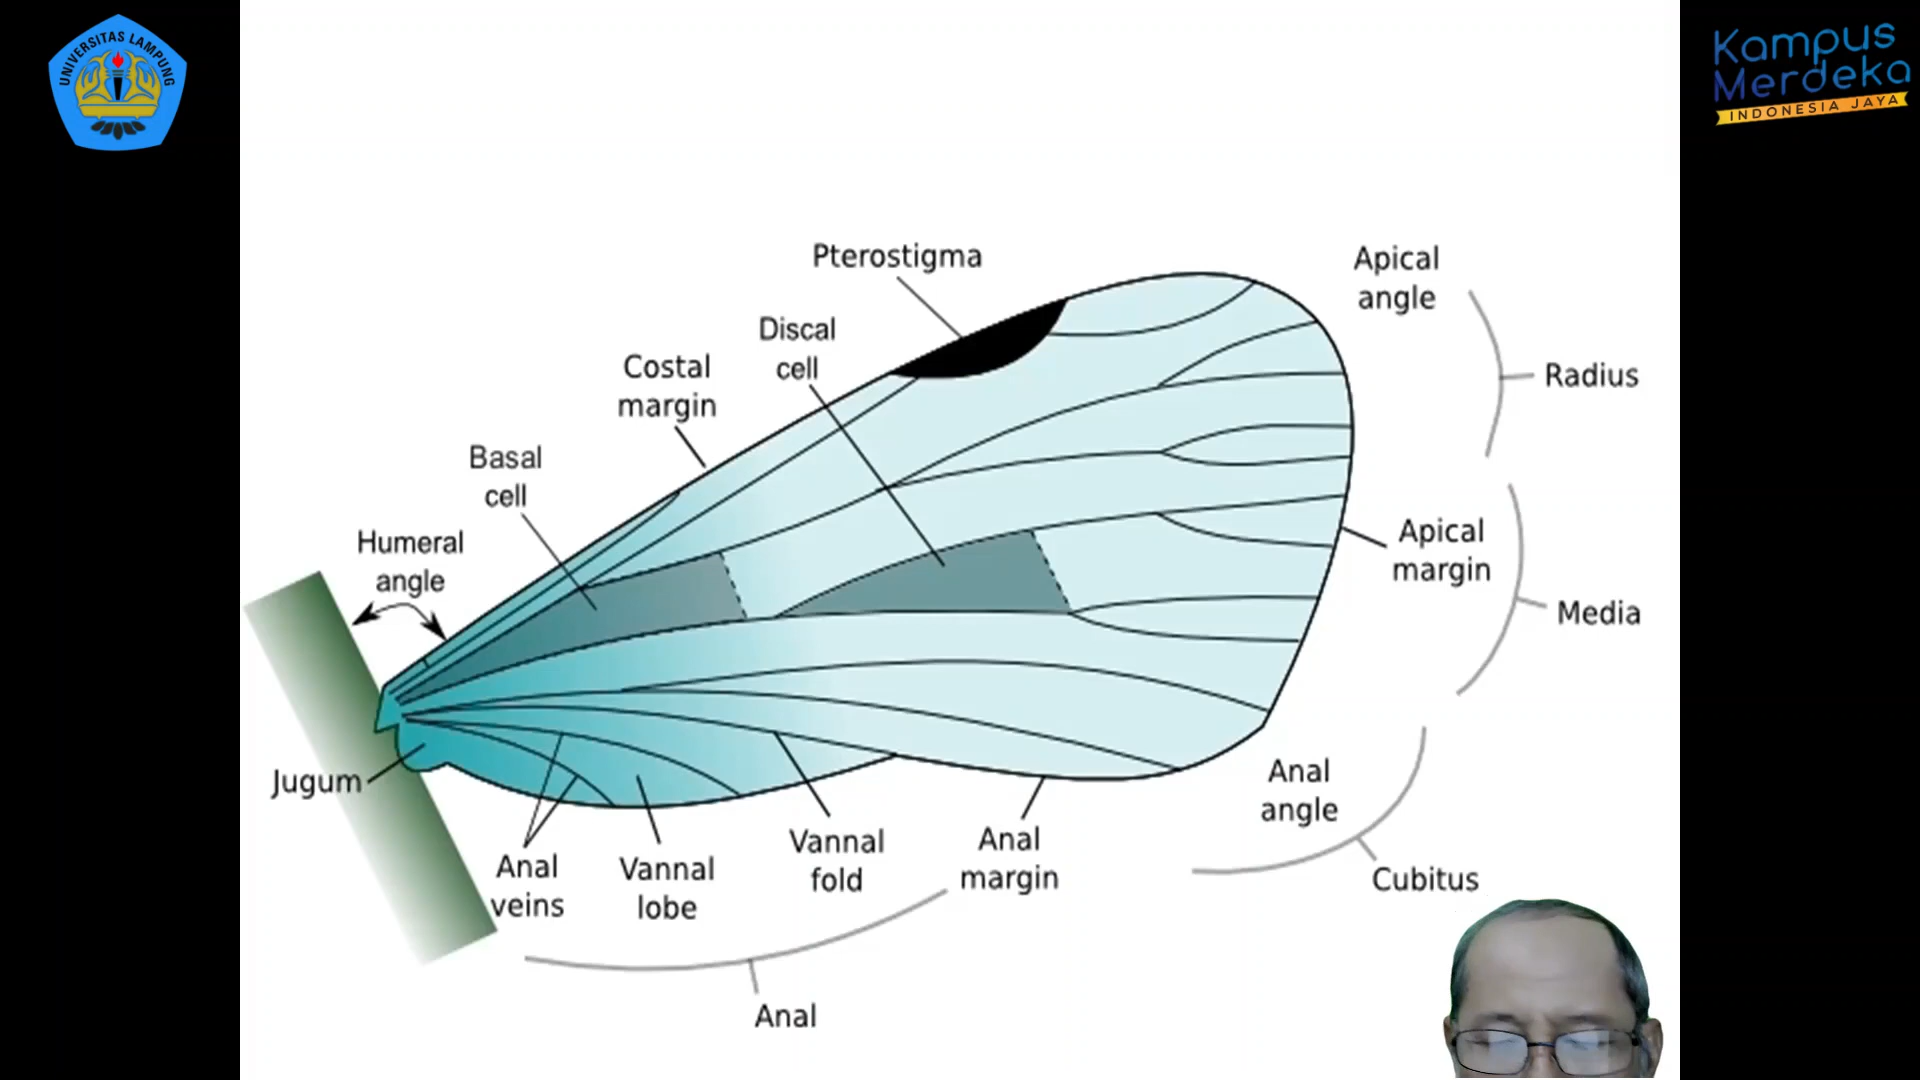 UNIVERSITAS LAMPUNG
Kampus
Merdeka
INDONESIA JAYA
Pterostigma
Apical
angle
Discal
cell
Costal
margin
Radius
Basal
cell
Humeral
angle
Apical
margin
Media
Jugum
Anal
angle
Vannal
fold
Anal
margin
Anal
veins
Vannal
lobe
Cubitus
Anal